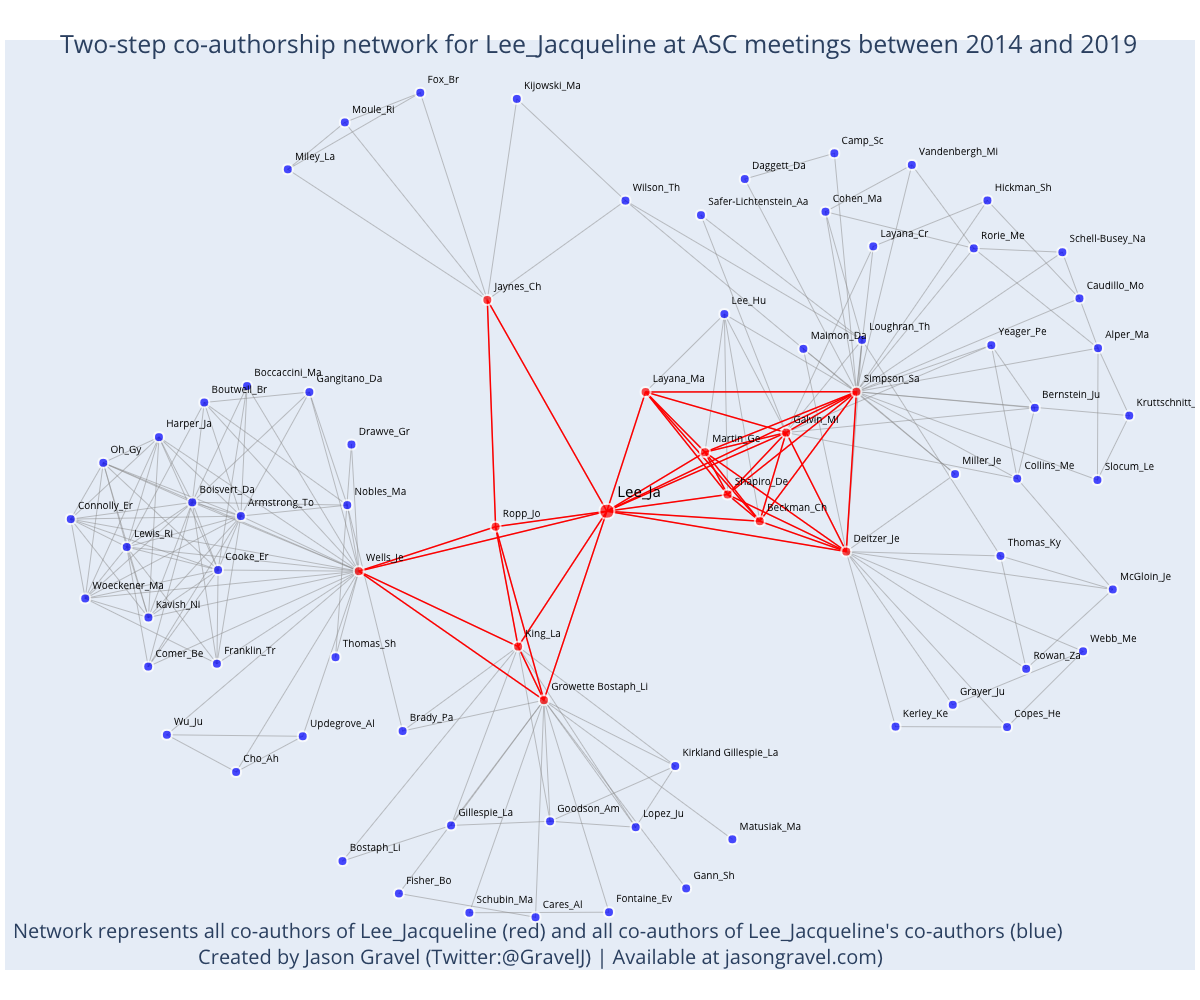 Two-step co-authorship network for Lee_Jacqueline at ASC meetings between 2014 and 2019
Fox_Br
Kijowski_Ma
Moule_Ri
Miley_La
Wilson_Th
Camp_Sc
Daggett_Da
Vandenbergh_Mi
Safer-Lichtenstein_Aa
Cohen_Ma
Hickman_Sh
Layana_Cr
Rorie_Me
Schell-Busey_Na
Jaynes_Ch
Caudillo_Mo
Lee_Hu
Loughran_Th
Maimon_Da
Yeager_Pe
Alper_Ma
Boccaccini_Ma
Gangitano_Da
Layana_Ma
Simpson_Sa
Boutwell_Br
Bernstein_Ju
Kruttschnitt_
Harper_Ja
Galvin_Mi
Drawve_Gr
Martin_Ge
Oh_Gy
Miller_Je
Collins_Me
Slocum_Le
Boisvert_Da
Nobles_Ma
Lee_Ja
Shapiro_De
Connolly_Er
Armstrong_To
Ropp_Jo
Beckman_Ch
Lewis_Ri
Cooke_Er
Wells_Je
Deitzer_Je
Thomas_Ky
Woeckener_Ma
McGloin_Je
Kavish_Ni
King_La
Comer_Be
Franklin_Tr
Thomas_Sh
Webb_Me
Rowan_Za
Growette Bostaph_Li
Grayer_Ju
Wu_Ju
Updegrove_Al
Brady_Pa
Kerley_Ke
Copes_He
Cho_Ah
Kirkland Gillespie_La
Gillespie_La
Goodson_Am
Lopez_Ju
Matusiak_Ma
Bostaph_Li
Fisher_Bo
Gann_Sh
Schubin_Ma
Cares_Al
Fontaine_Ev
Network represents all co-authors of Lee_Jacqueline (red) and all co-authors of Lee_Jacqueline's co-authors (blue)
Created by Jason Gravel (Twitter:@GravelJ) | Available at jasongravel.com)